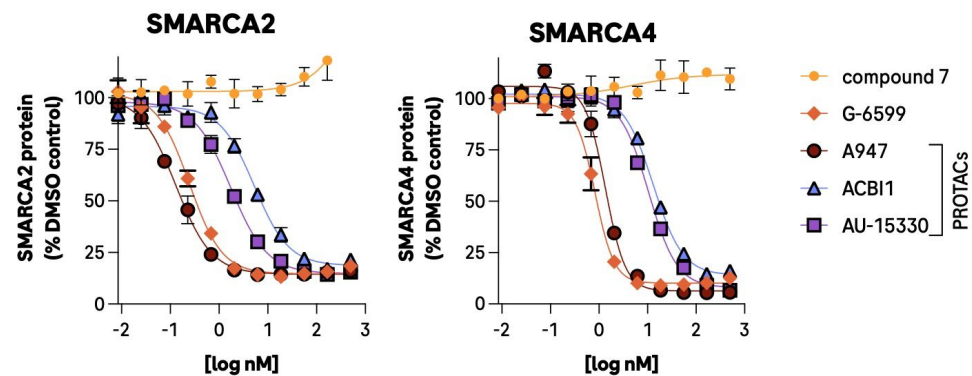 SMARCA2
SMARCA2 protein
(% DMSO control)
100
75
50
25
0
-2 -1 0 1 2 3
[log nM]
SMARCA4
SMARCA4 protein
(% DMSO control)
100
75
50
25
0
-2 -1 0 1 2 3
[log nM]
compound 7
G-6599
A947
ACBI1
AU-15330
PROTACs